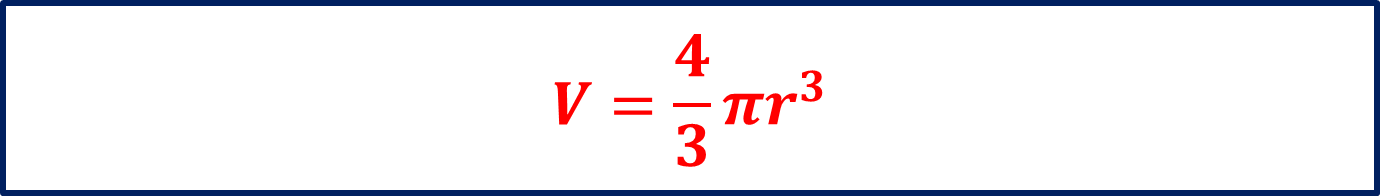 V = 4/3 πr³